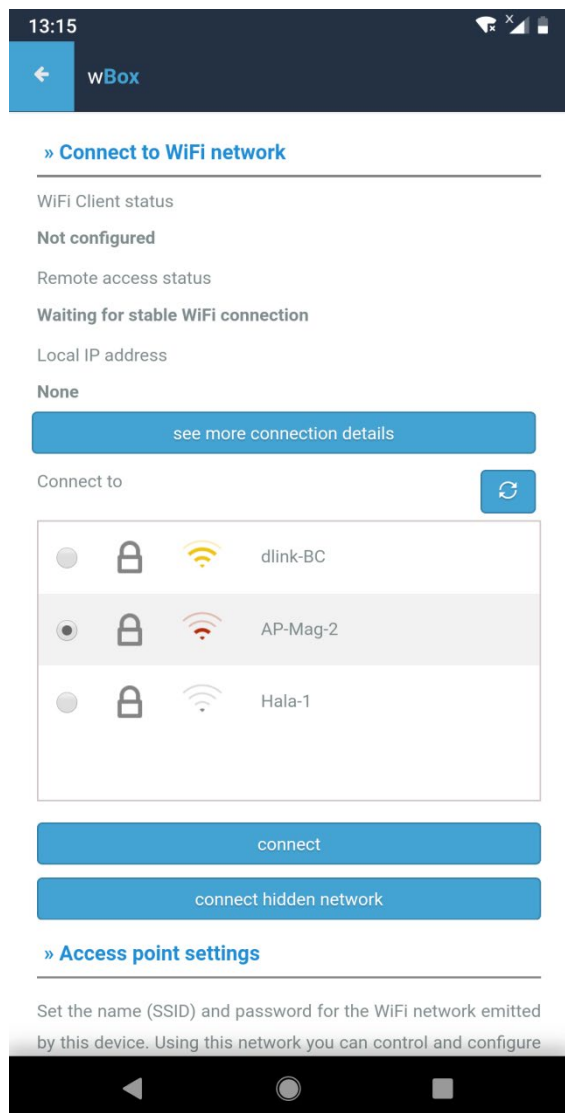 13:15
wBox
» Connect to WiFi network
WiFi Client status
Not configured
Remote access status
Waiting for stable WiFi connection
Local IP address
None
see more connection details
Connect to
dlink-BC
AP-Mag-2
Hala-1
connect
connect hidden network
» Access point settings
Set the name (SSID) and password for the WiFi network emitted
by this device. Using this network you can control and configure